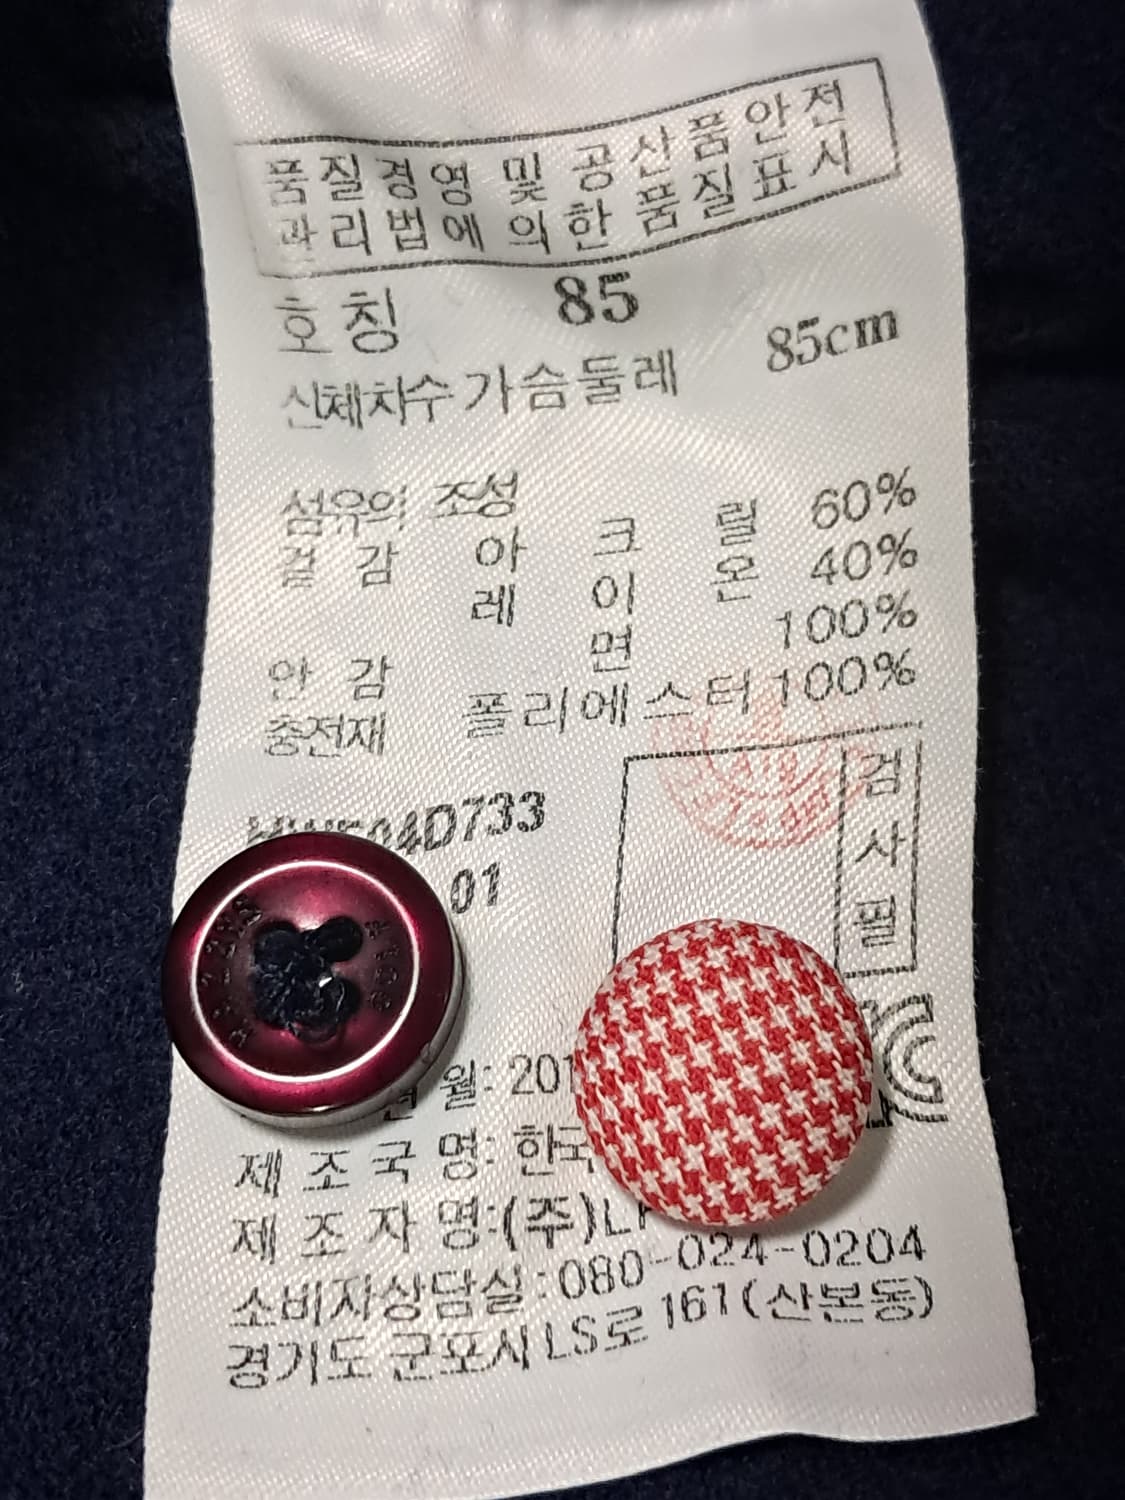 품질경영 및 공산품안전
관리법에 의한 품질표시
호칭 85
신체치수 가슴둘레 85cm
섬유의 조성
겉감 아크릴 60%
레이온 40%
안감 면 100%
충전재 폴리에스터 100%
검사필
01
월: 201
제조국명: 한국
제조자명:(주)
소비자상담실:080-024-0204
경기도 군포시 LS로 161(산본동)